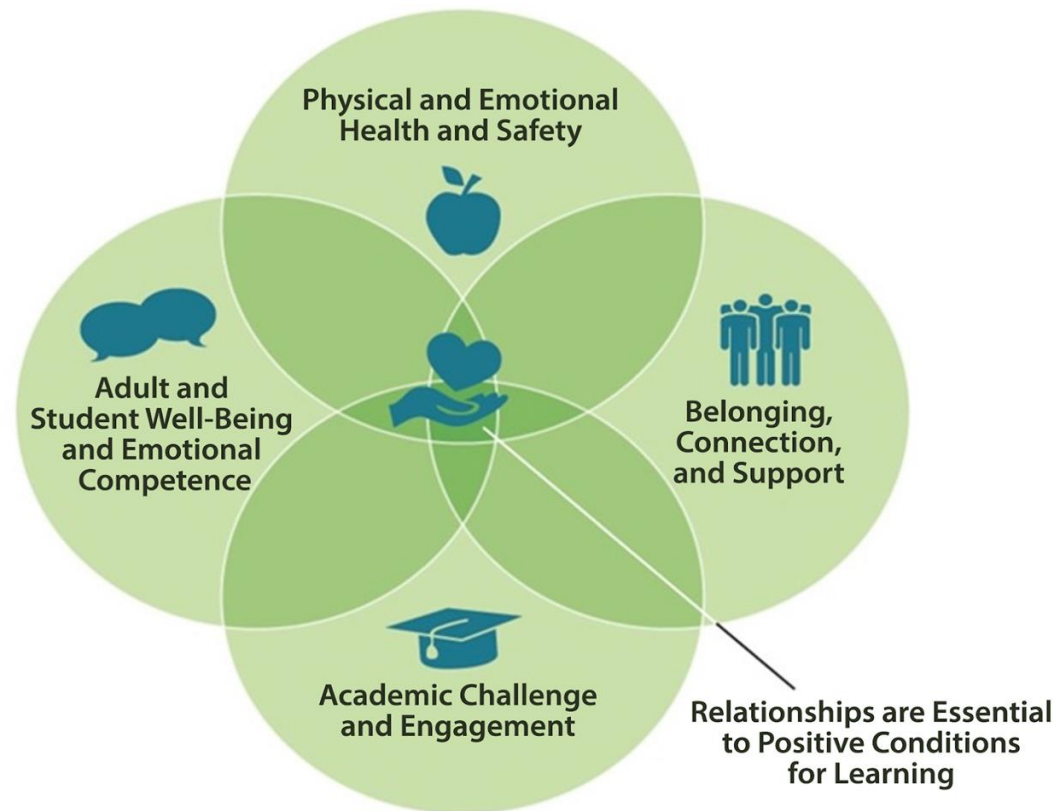 Physical and Emotional
Health and Safety
Adult and
Student Well-Being
and Emotional
Competence
Belonging,
Connection,
and Support
Academic Challenge
and Engagement
Relationships are Essential
to Positive Conditions
for Learning